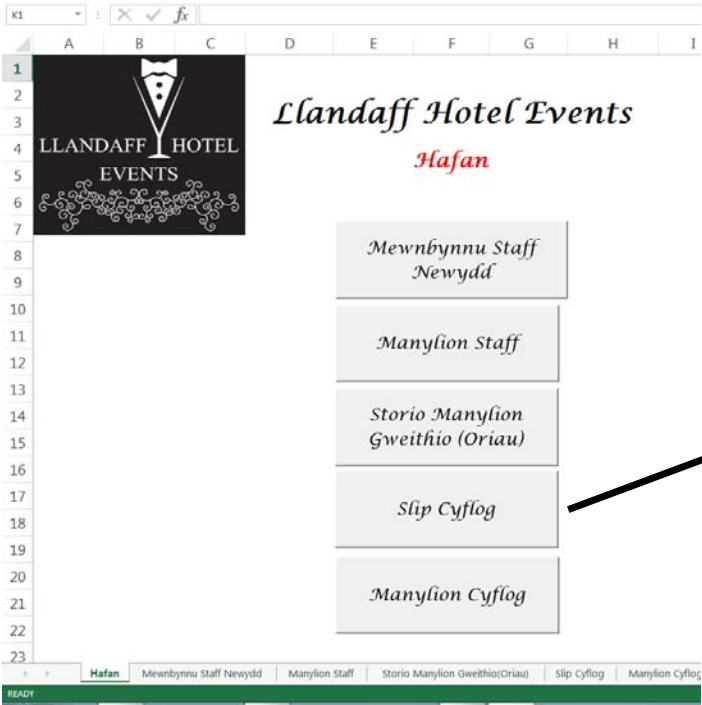 K1
fx
A B C D E F G H I
1
2
3
4
5
6
7
8
9
10
11
12
13
14
15
16
17
18
19
20
21
22
23
LLANDAFF HOTEL
EVENTS
Llandaff Hotel Events
Hafan
Mewnbynnu Staff
Newydd
Manylion Staff
Storio Manylion
Gweithio (Oriau)
Slip Cyflog
Manylion Cyflog
Hafan Mewnbynnu Staff Newydd Manylion Staff Storio Manylion Gweithio(Oriau) Slip Cyflog Manylion Cyflog
READY